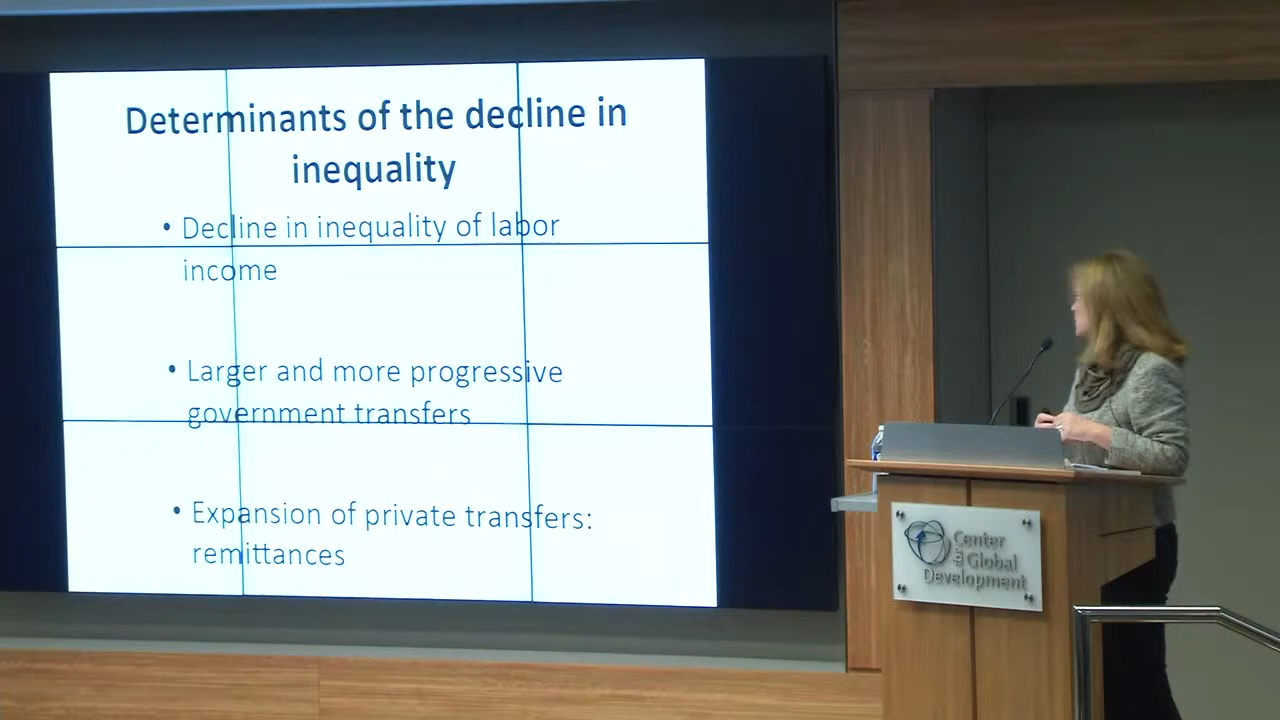 Determinants of the decline in
inequality
• Decline in inequality of labor
income
• Larger and more progressive
government transfers
• Expansion of private transfers:
remittances
Center
for Global
Development